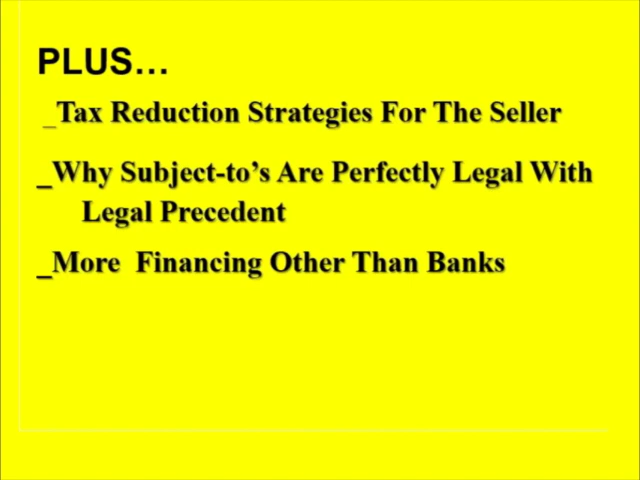 PLUS…
_Tax Reduction Strategies For The Seller
_Why Subject-to’s Are Perfectly Legal With
Legal Precedent
_More  Financing Other Than Banks